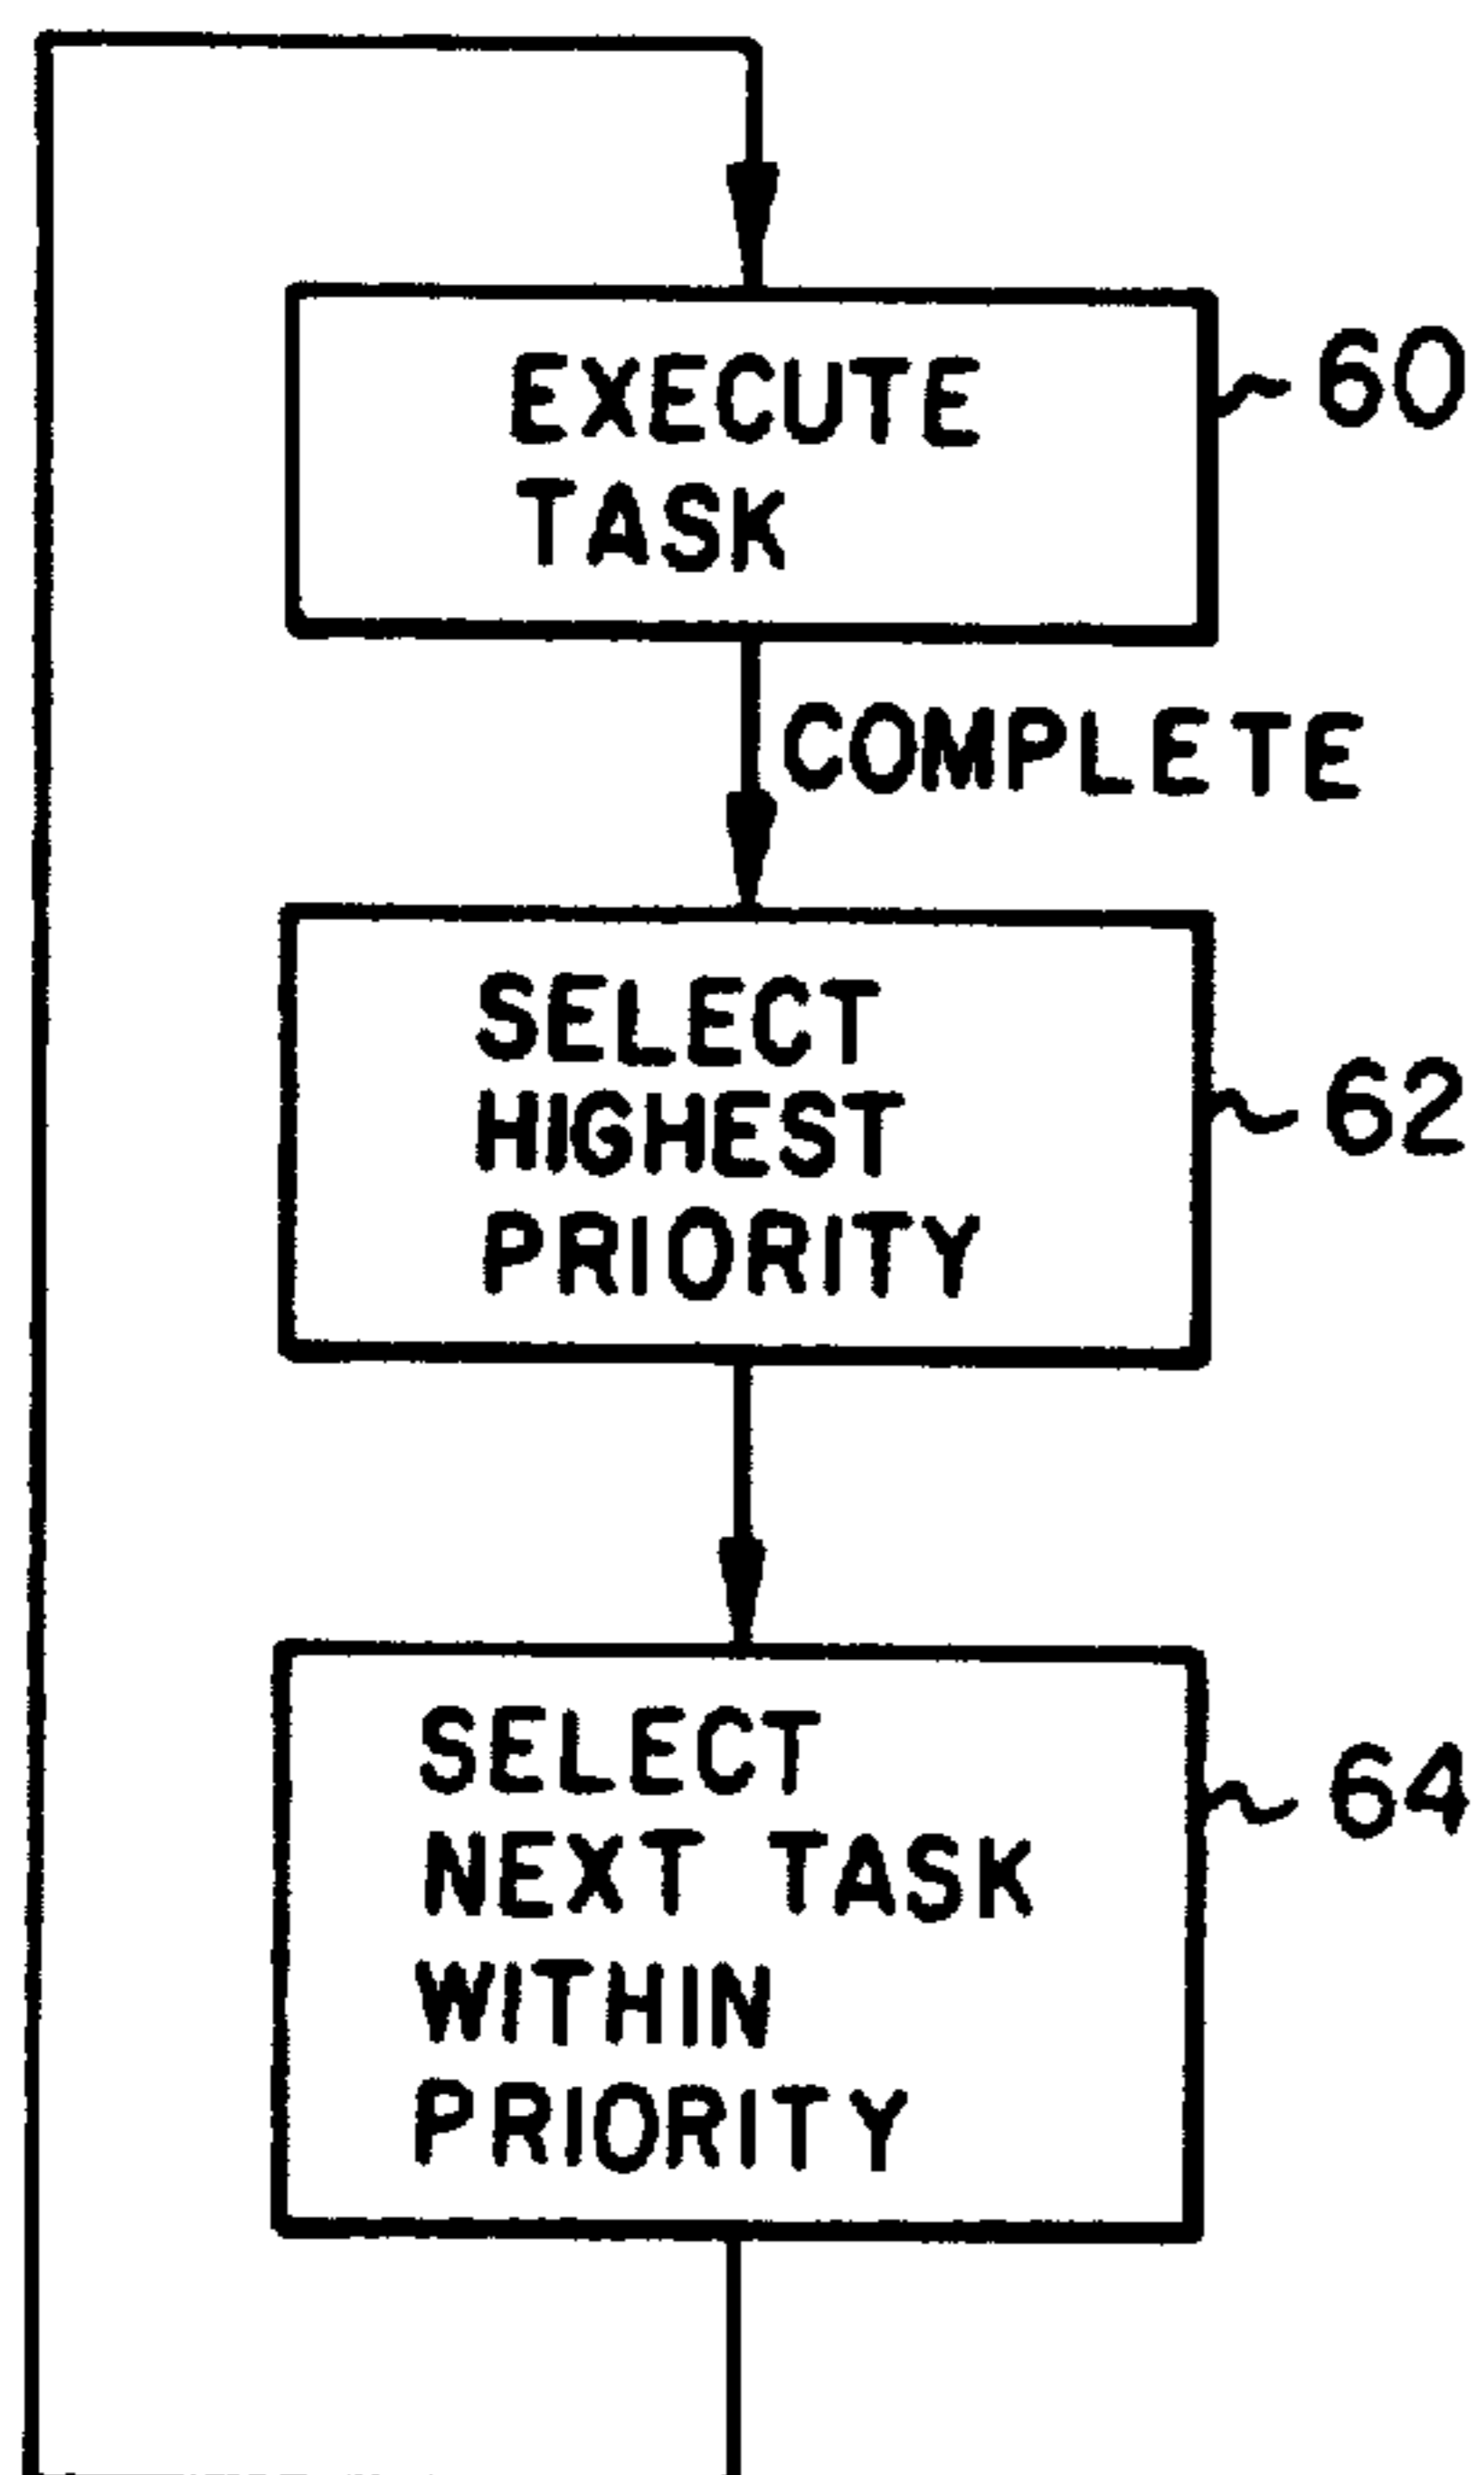 EXECUTE
TASK
60
COMPLETE
SELECT
HIGHEST
PRIORITY
62
SELECT
NEXT TASK
WITHIN
PRIORITY
64